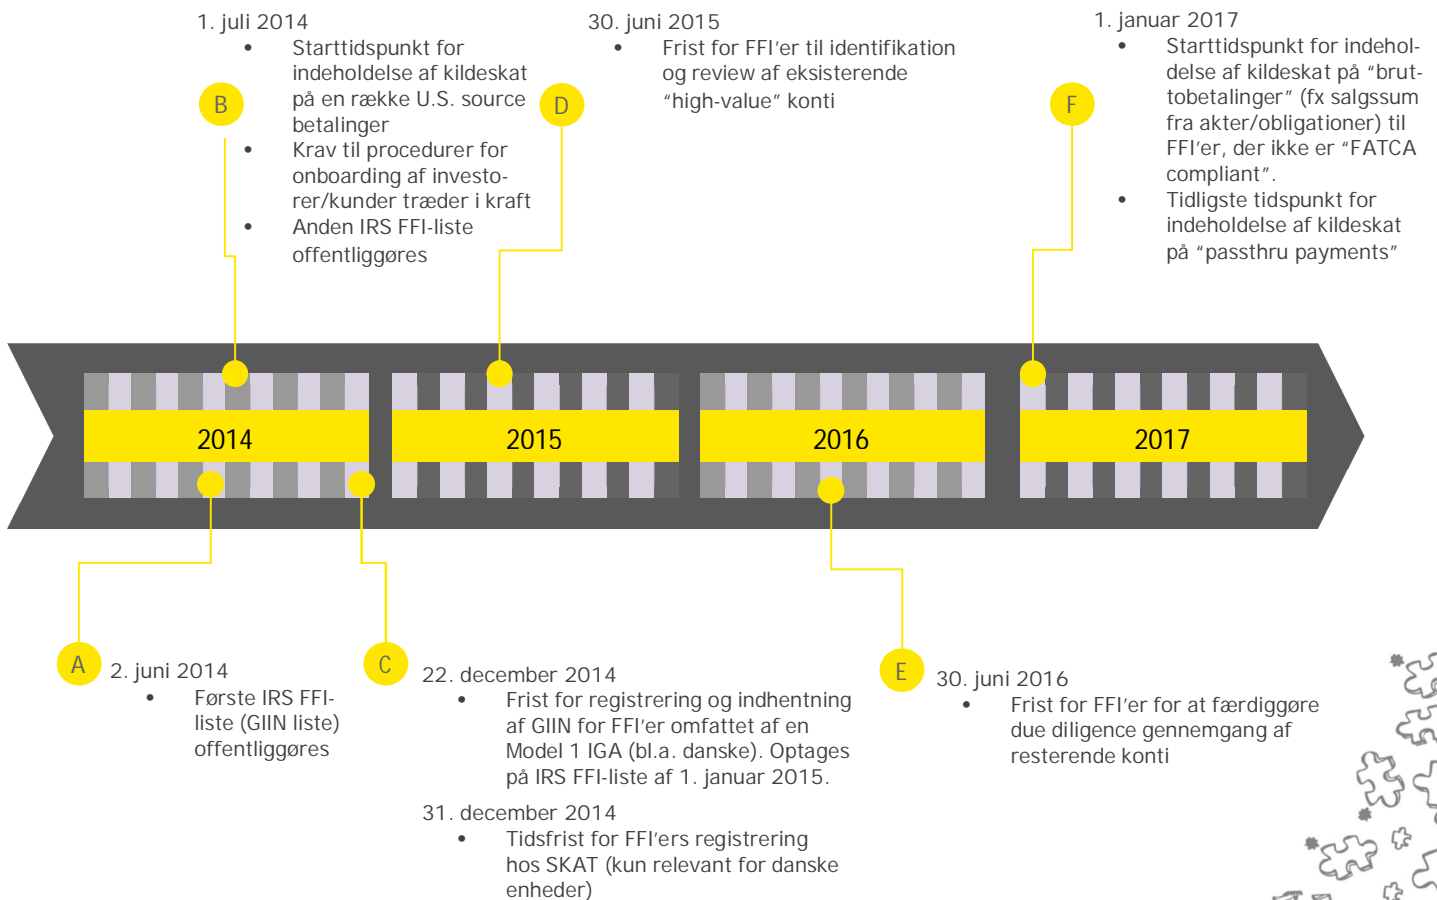 1. juli 2014
• Starttidspunkt for
indeholdelse af kildeskat
på en række U.S. source
betalinger
• Krav til procedurer for
onboarding af investo-
rer/kunder træder i kraft
• Anden IRS FFI-liste
offentliggøres
B
30. juni 2015
• Frist for FFI'er til identifikation
og review af eksisterende
“high-value” konti
D
1. januar 2017
• Starttidspunkt for indehol-
delse af kildeskat på “brut-
tobetalinger” (fx salgssum
fra akter/obligationer) til
FFI'er, der ikke er “FATCA
compliant”.
• Tidligste tidspunkt for
indeholdelse af kildeskat
på “passthru payments”
F
2014
2015
2016
2017
A
2. juni 2014
• Første IRS FFI-
liste (GIIN liste)
offentliggøres
C
22. december 2014
• Frist for registrering og indhentning
af GIIN for FFI'er omfattet af en
Model 1 IGA (bl.a. danske). Optages
på IRS FFI-liste af 1. januar 2015.
31. december 2014
• Tidsfrist for FFI'ers registrering
hos SKAT (kun relevant for danske
enheder)
E
30. juni 2016
• Frist for FFI'er for at færdiggøre
due diligence gennemgang af
resterende konti